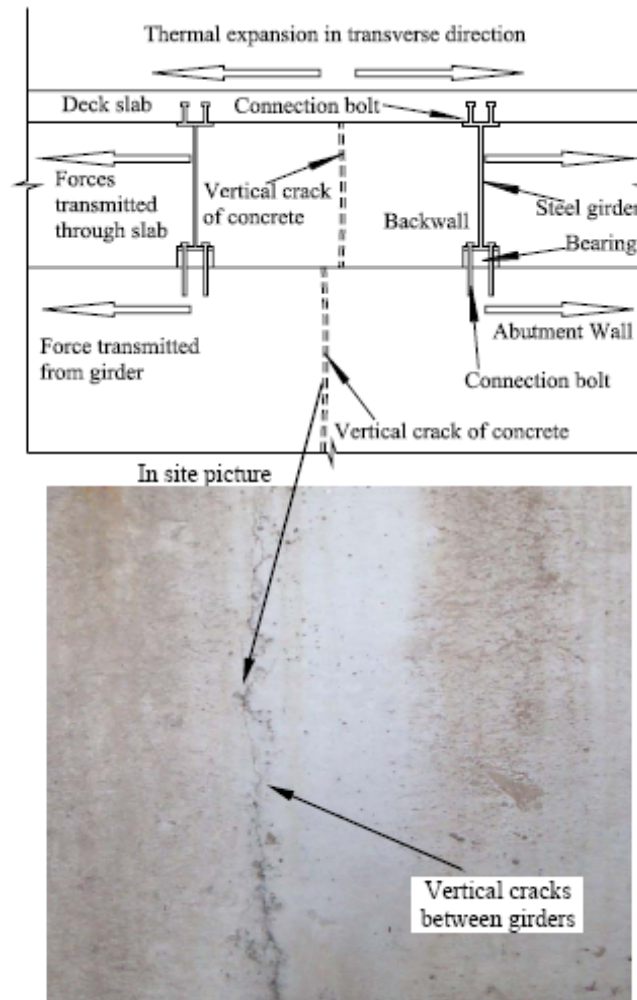 Thermal expansion in transverse direction
Deck slab
Connection bolt
Forces
transmitted
through slab
Vertical crack
of concrete
Backwall
Steel girder
Bearing
Force transmitted
from girder
Abutment Wall
Connection bolt
Vertical crack of concrete
In site picture
Vertical cracks
between girders